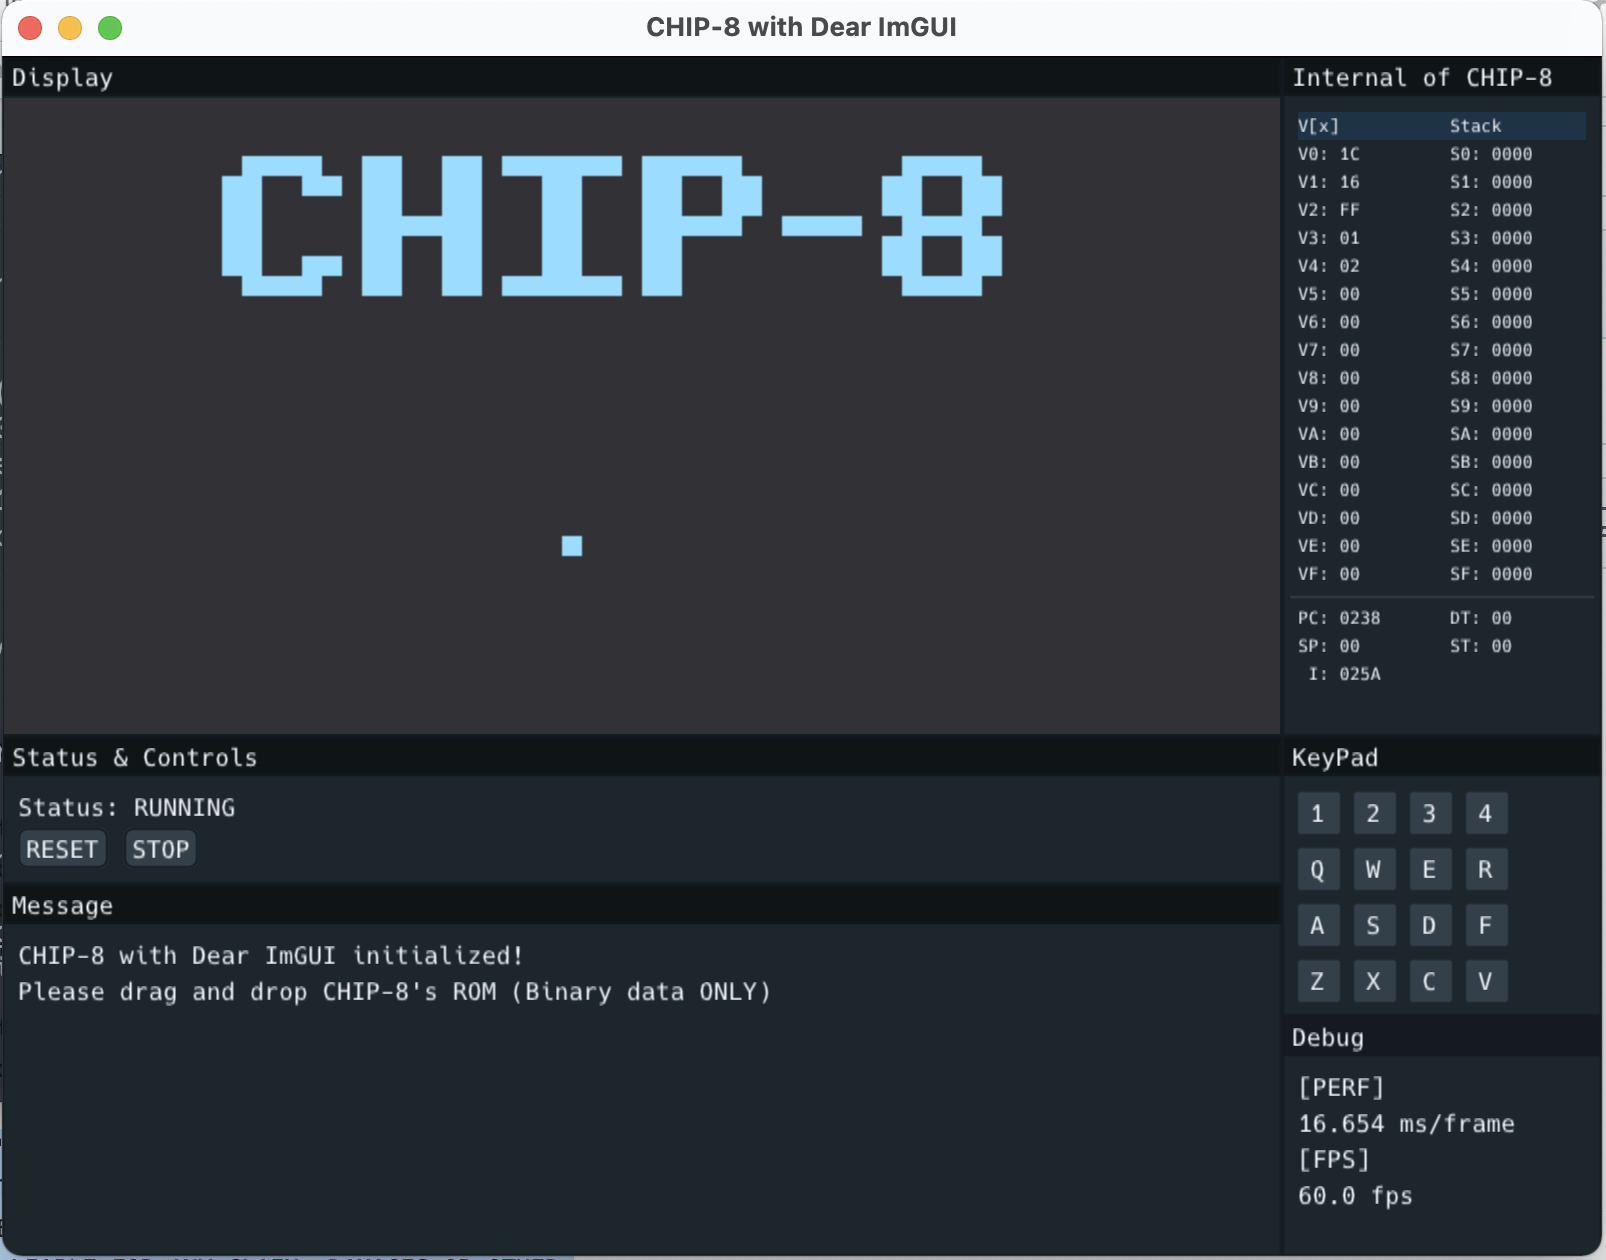 CHIP-8 with Dear ImGUI
Display
CHIP-8
Internal of CHIP-8
V[x] Stack
V0: 1C S0: 0000
V1: 16 S1: 0000
V2: FF S2: 0000
V3: 01 S3: 0000
V4: 02 S4: 0000
V5: 00 S5: 0000
V6: 00 S6: 0000
V7: 00 S7: 0000
V8: 00 S8: 0000
V9: 00 S9: 0000
VA: 00 SA: 0000
VB: 00 SB: 0000
VC: 00 SC: 0000
VD: 00 SD: 0000
VE: 00 SE: 0000
VF: 00 SF: 0000
PC: 0238 DT: 00
SP: 00 ST: 00
I: 025A
Status & Controls
Status: RUNNING
RESET STOP
Message
CHIP-8 with Dear ImGUI initialized!
Please drag and drop CHIP-8's ROM (Binary data ONLY)
KeyPad
1 2 3 4
Q W E R
A S D F
Z X C V
Debug
[PERF]
16.654 ms/frame
[FPS]
60.0 fps